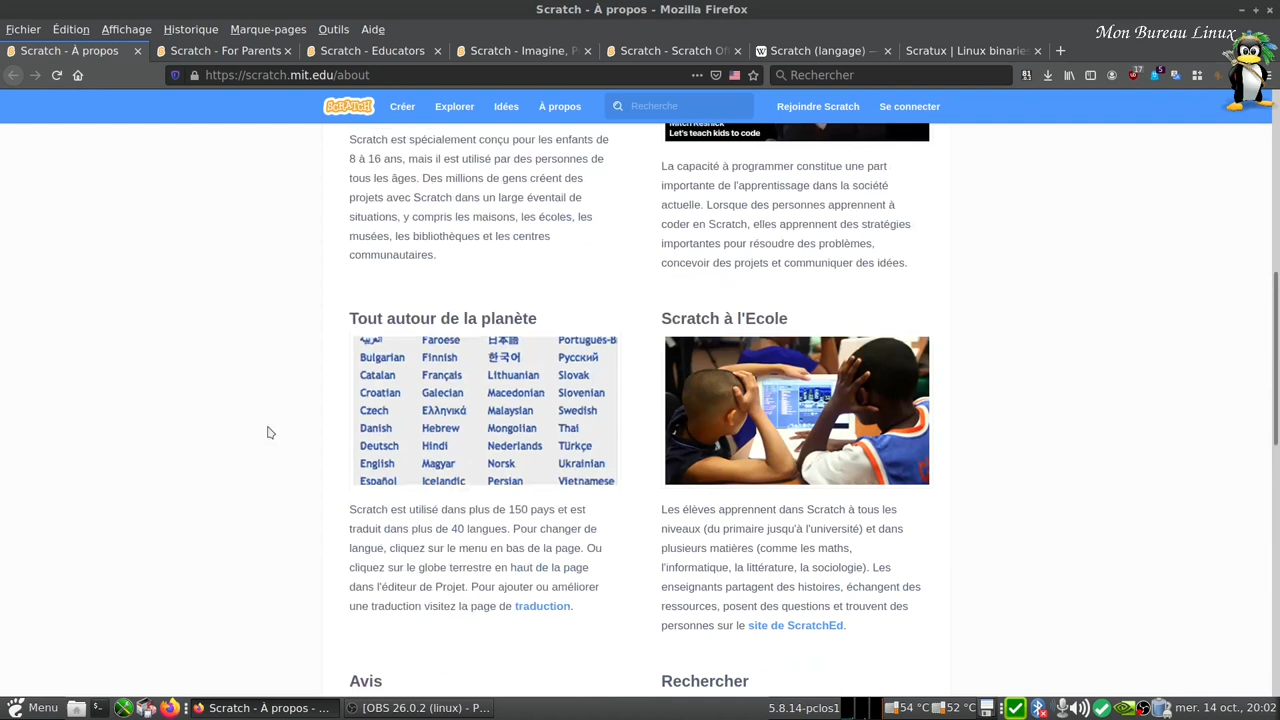 Scratch - À propos - Mozilla Firefox
Fichier Édition Affichage Historique Marque-pages Outils Aide
Mon Bureau Linux
Scratch - À propos
Scratch - For Parents
Scratch - Educators
Scratch - Imagine, P
Scratch - Scratch Of
Scratch (langage) —
Scratux | Linux binaries
https://scratch.mit.edu/about
Rechercher
17
5
SCRATCH
Créer
Explorer
Idées
À propos
Recherche
Rejoindre Scratch
Se connecter
Scratch est spécialement conçu pour les enfants de
8 à 16 ans, mais il est utilisé par des personnes de
tous les âges. Des millions de gens créent des
projets avec Scratch dans un large éventail de
situations, y compris les maisons, les écoles, les
musées, les bibliothèques et les centres
communautaires.
Mitch Resnick
Let's teach kids to code
La capacité à programmer constitue une part
importante de l'apprentissage dans la société
actuelle. Lorsque des personnes apprennent à
coder en Scratch, elles apprennent des stratégies
importantes pour résoudre des problèmes,
concevoir des projets et communiquer des idées.
Tout autour de la planète
العربية Faroese 日本語 Português-B
Bulgarian Finnish 한국어 Русский
Catalan Français Lithuanian Slovak
Croatian Galecian Macedonian Slovenian
Czech Ελληνικά Malaysian Swedish
Danish Hebrew Mongolian Thai
Deutsch Hindi Nederlands Türkçe
English Magyar Norsk Ukrainian
Español Icelandic Persian Vietnamese
Scratch est utilisé dans plus de 150 pays et est
traduit dans plus de 40 langues. Pour changer de
langue, cliquez sur le menu en bas de la page. Ou
cliquez sur le globe terrestre en haut de la page
dans l'éditeur de Projet. Pour ajouter ou améliorer
une traduction visitez la page de traduction.
Scratch à l'Ecole
Les élèves apprennent dans Scratch à tous les
niveaux (du primaire jusqu'à l'université) et dans
plusieurs matières (comme les maths,
l'informatique, la littérature, la sociologie). Les
enseignants partagent des histoires, échangent des
ressources, posent des questions et trouvent des
personnes sur le site de ScratchEd.
Avis
Rechercher
Menu
Scratch - À propos - ...
[OBS 26.0.2 (linux) - P...
5.8.14-pclos1
54 °C
52 °C
mer. 14 oct., 20:02